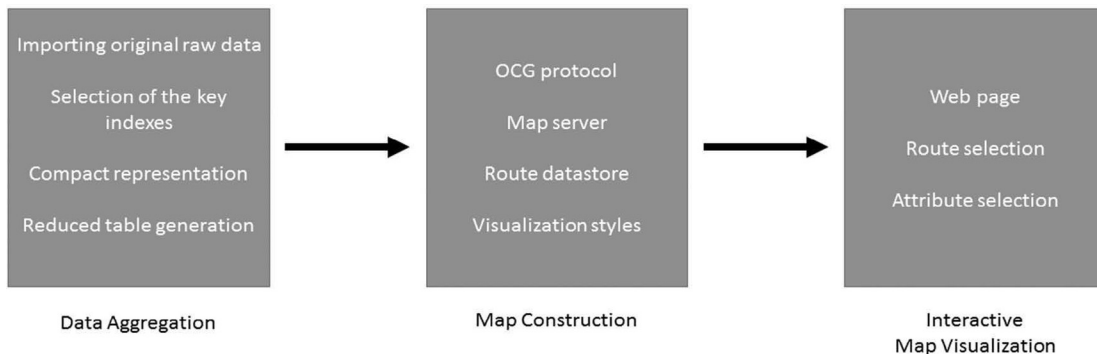 Importing original raw data
Selection of the key
indexes
Compact representation
Reduced table generation
Data Aggregation
OCG protocol
Map server
Route datastore
Visualization styles
Map Construction
Web page
Route selection
Attribute selection
Interactive
Map Visualization